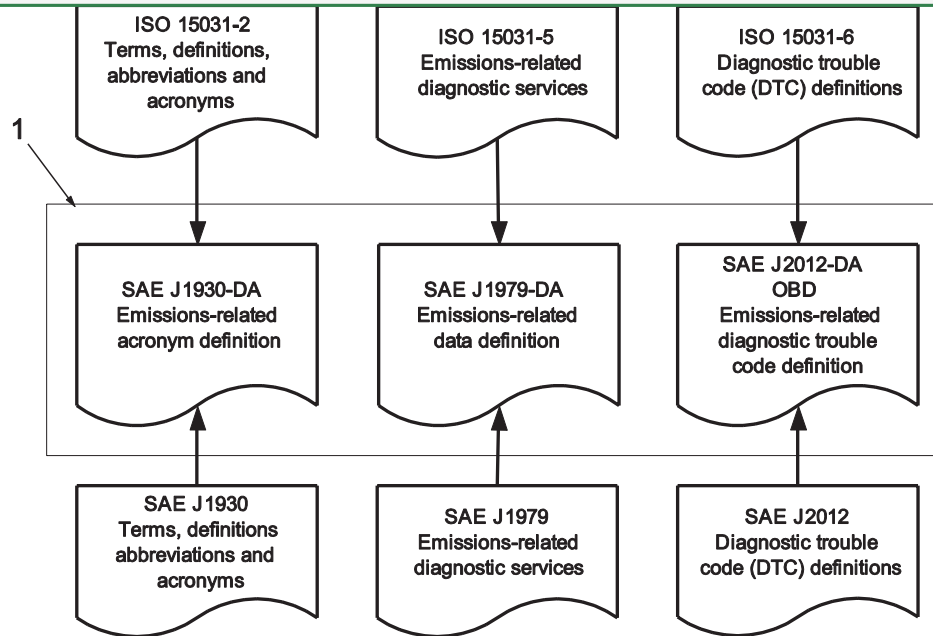 ISO 15031-2
Terms, definitions,
abbreviations and
acronyms
ISO 15031-5
Emissions-related
diagnostic services
ISO 15031-6
Diagnostic trouble
code (DTC) definitions
1
SAE J1930-DA
Emissions-related
acronym definition
SAE J1979-DA
Emissions-related
data definition
SAE J2012-DA
OBD
Emissions-related
diagnostic trouble
code definition
SAE J1930
Terms, definitions
abbreviations and
acronyms
SAE J1979
Emissions-related
diagnostic services
SAE J2012
Diagnostic trouble
code (DTC) definitions